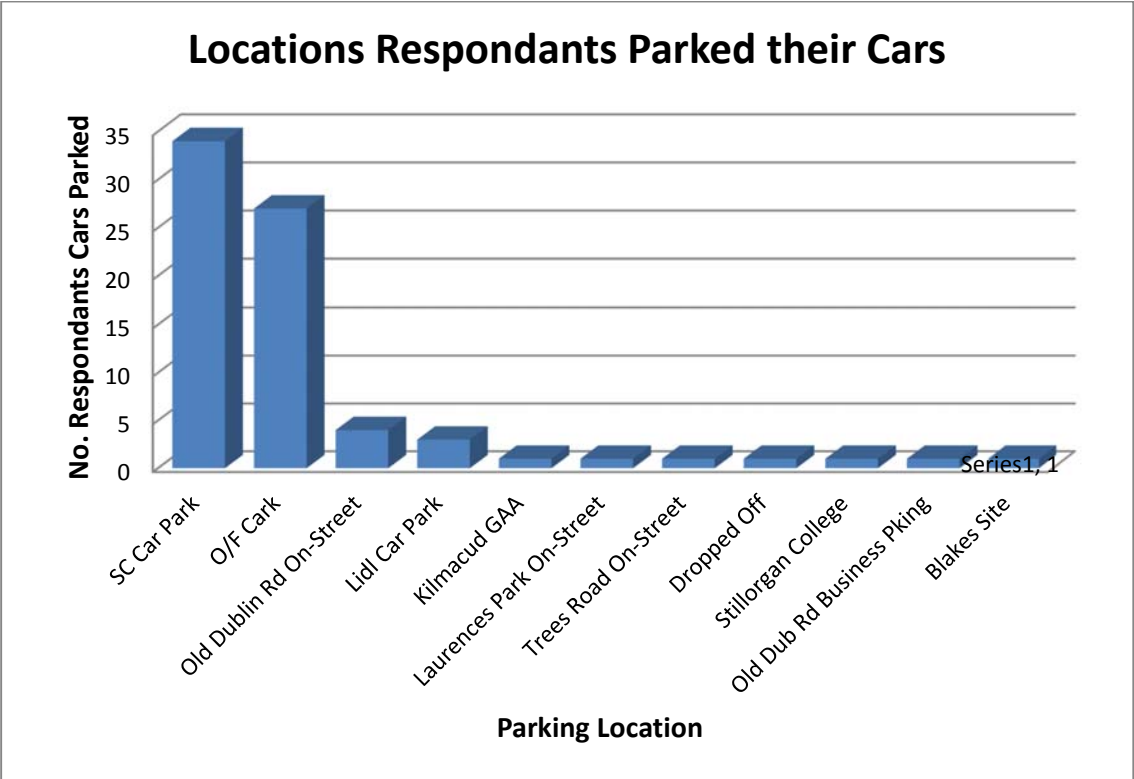 Locations Respondants Parked their Cars
No. Respondants Cars Parked
35
30
25
20
15
10
5
0
Series1, 1
SC Car Park
O/F Cark
Old Dublin Rd On-Street
Lidl Car Park
Kilmacud GAA
Laurences Park On-Street
Trees Road On-Street
Dropped Off
Stillorgan College
Old Dub Rd Business Pking
Blakes Site
Parking Location